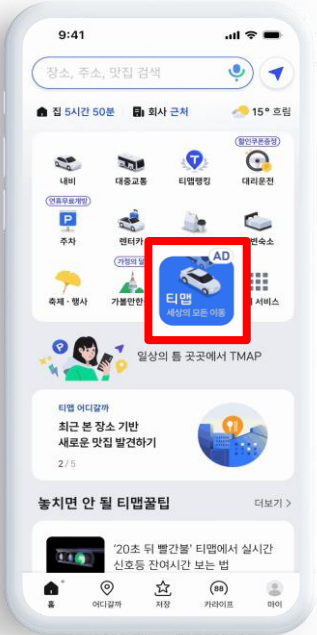 9:41
장소, 주소, 맛집 검색
집 5시간 50분 회사 근처 15° 흐림
할인쿠폰증정
내비 대중교통 티맵랭킹 대리운전
연휴무료개방
P
주차 렌터카 변숙소
가정의 달
AD
티맵
세상의 모든 이동
축제 · 행사 가볼만한 서비스
일상의 틈 곳곳에서 TMAP
티맵 어디갈까
최근 본 장소 기반
새로운 맛집 발견하기
2/5
놓치면 안 될 티맵꿀팁 더보기 >
‘20초 뒤 빨간불’ 티맵에서 실시간
신호등 잔여시간 보는 법
88
홈 어디갈까 저장 카라이프 마이